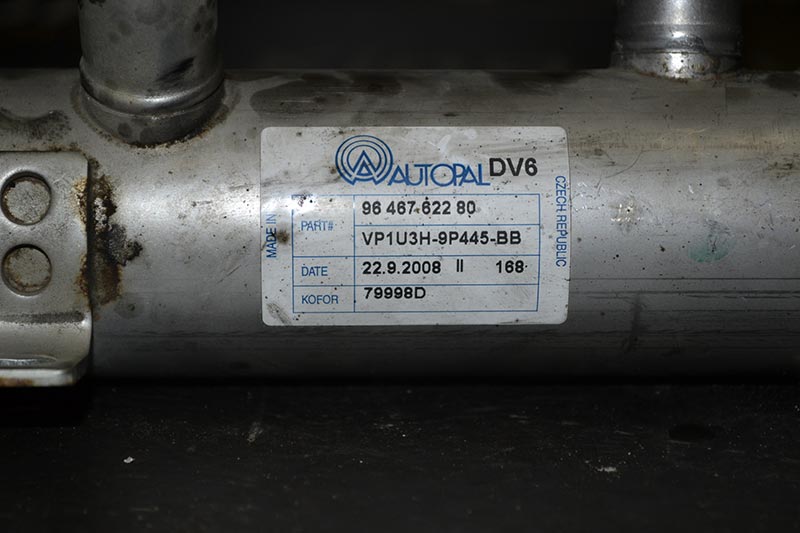 AUTOPAL DV6
MADE IN
CZECH REPUBLIC
PART# 96 467 622 80
VP1U3H-9P445-BB
DATE 22.9.2008 II 168
KOFOR 79998D